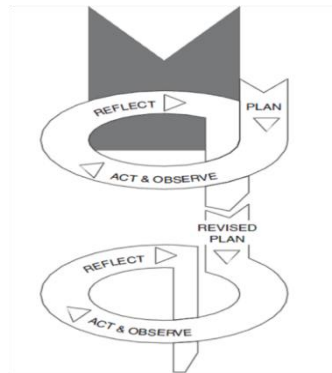 REFLECT
PLAN
ACT & OBSERVE
REVISED
PLAN
REFLECT
ACT & OBSERVE